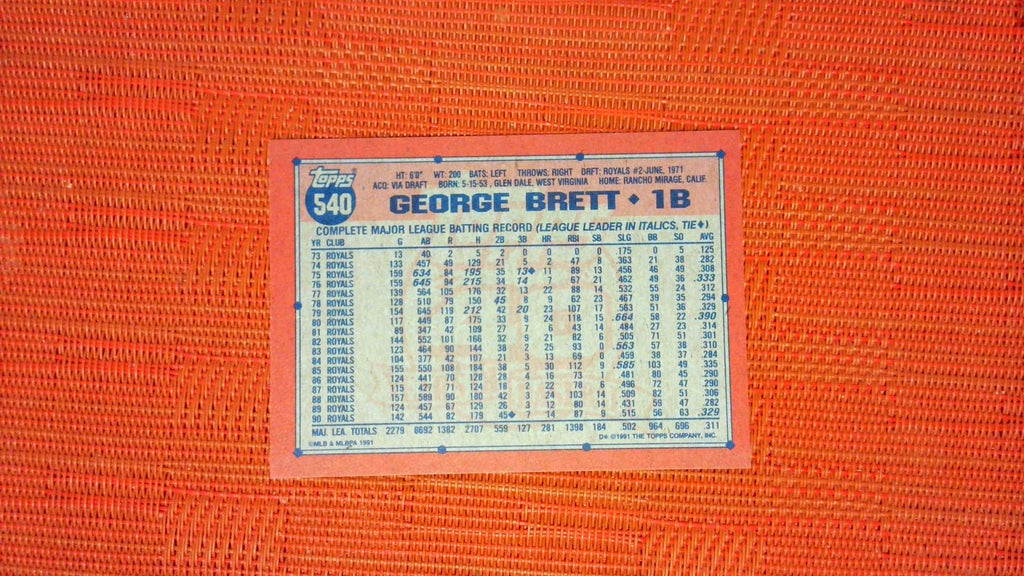 Topps
540
HT: 6'0" WT: 200 BATS: LEFT THROWS: RIGHT DRFT: ROYALS #2-JUNE, 1971
ACQ: VIA DRAFT BORN: 5-15-53, GLEN DALE, WEST VIRGINIA HOME: RANCHO MIRAGE, CALIF.
GEORGE BRETT ♦ 1B
COMPLETE MAJOR LEAGUE BATTING RECORD (LEAGUE LEADER IN ITALICS, TIE♦)
YR CLUB G AB R H 2B 3B HR RBI SB SLG BB SO AVG
73 ROYALS 13 40 2 5 2 0 0 0 0 .175 0 5 .125
74 ROYALS 133 457 49 129 21 5 2 47 8 .363 21 38 .282
75 ROYALS 159 634 84 195 35 13♦ 11 89 13 .456 46 49 .308
76 ROYALS 159 645 94 215 34 14 7 67 21 .462 49 36 .333
77 ROYALS 139 564 105 176 32 13 22 88 14 .532 55 24 .312
78 ROYALS 128 510 79 150 45 8 9 62 23 .467 39 35 .294
79 ROYALS 154 645 119 212 42 20 23 107 17 .563 51 36 .329
80 ROYALS 117 449 87 175 33 9 24 118 15 .664 58 22 .390
81 ROYALS 89 347 42 109 27 7 6 43 14 .484 27 23 .314
82 ROYALS 144 552 101 166 32 9 21 82 6 .505 71 51 .301
83 ROYALS 123 464 90 144 38 2 25 93 0 .563 57 38 .310
84 ROYALS 104 377 42 107 21 3 13 69 0 .459 38 37 .284
85 ROYALS 155 550 108 184 38 5 30 112 9 .585 103 49 .335
86 ROYALS 124 441 70 128 28 4 16 73 1 .481 80 45 .290
87 ROYALS 115 427 71 124 18 2 22 78 6 .496 72 47 .290
88 ROYALS 157 589 90 180 42 3 24 103 14 .509 82 51 .306
89 ROYALS 124 457 67 129 26 3 12 80 14 .431 59 47 .282
90 ROYALS 142 544 82 179 45♦ 7 14 87 9 .515 56 63 .329
MAJ. LEA. TOTALS 2279 8692 1382 2707 559 127 281 1398 184 .502 964 696 .311
©MLB & MLBPA 1991 D* ©1991 THE TOPPS COMPANY, INC.